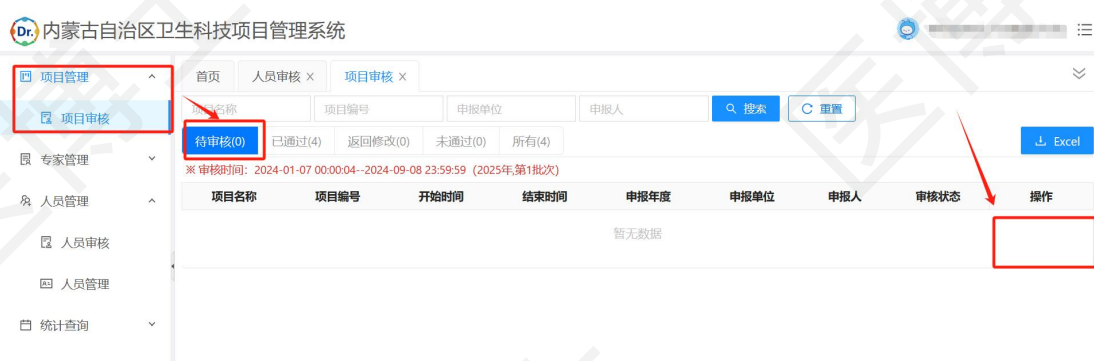 Dr. 内蒙古自治区卫生科技项目管理系统
项目管理
项目审核
专家管理
人员管理
人员审核
人员管理
统计查询
首页 人员审核 × 项目审核 ×
项目名称 项目编号 申报单位 申报人 搜索 重置
待审核(0) 已通过(4) 返回修改(0) 未通过(0) 所有(4) Excel
※ 审核时间：2024-01-07 00:00:04--2024-09-08 23:59:59（2025年,第1批次)
项目名称 项目编号 开始时间 结束时间 申报年度 申报单位 申报人 审核状态 操作
暂无数据